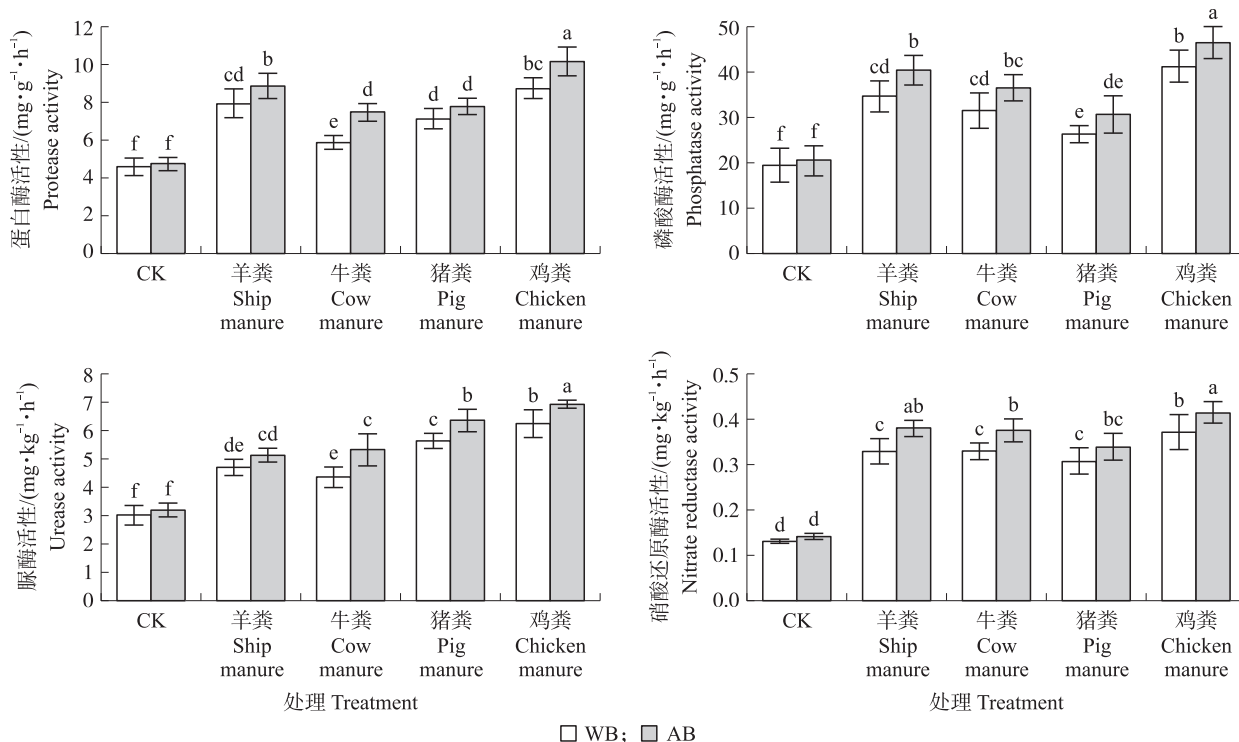 蛋白酶活性/(mg·g⁻¹·h⁻¹)
Protease activity
12
10
8
6
4
2
0
f f cd b e d d d bc a
CK
羊粪 Ship manure
牛粪 Cow manure
猪粪 Pig manure
鸡粪 Chicken manure
磷酸酶活性/(mg·g⁻¹·h⁻¹)
Phosphatase activity
50
40
30
20
10
0
f f cd b cd bc e de b a
CK
羊粪 Ship manure
牛粪 Cow manure
猪粪 Pig manure
鸡粪 Chicken manure
脲酶活性/(mg·kg⁻¹·h⁻¹)
Urease activity
8
7
6
5
4
3
2
1
0
f f de cd e c c b b a
CK
羊粪 Ship manure
牛粪 Cow manure
猪粪 Pig manure
鸡粪 Chicken manure
处理 Treatment
硝酸还原酶活性/(mg·kg⁻¹·h⁻¹)
Nitrate reductase activity
0.5
0.4
0.3
0.2
0.1
0.0
d d c ab c b c bc b a
CK
羊粪 Ship manure
牛粪 Cow manure
猪粪 Pig manure
鸡粪 Chicken manure
处理 Treatment
WB; AB